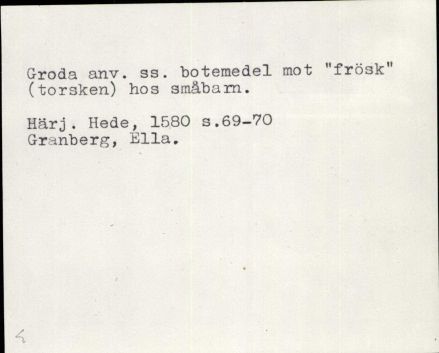 Groda anv. ss. botemedel mot "frösk"
(torsken) hos småbarn.
Härj. Hede, 1580 s.69-70
Granberg, Ella.